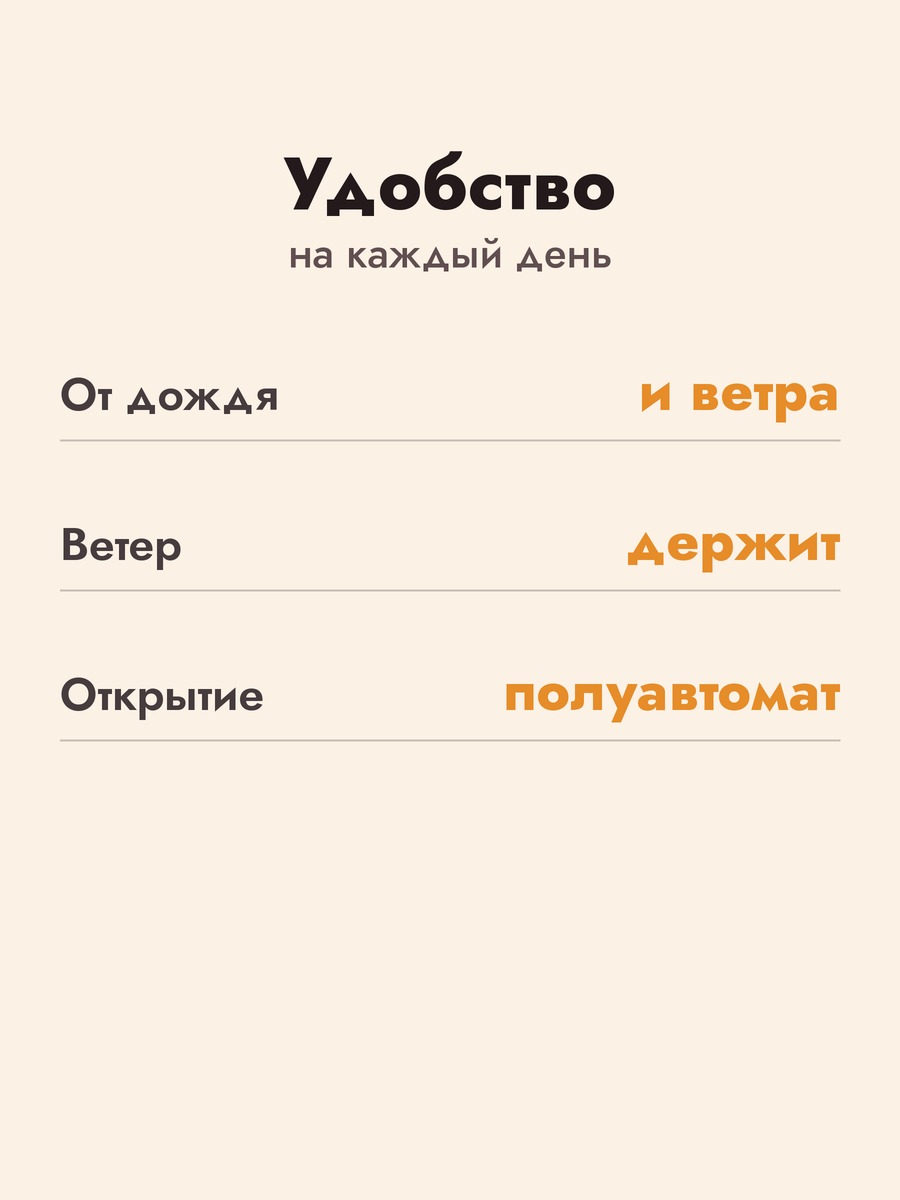 Удобство
на каждый день
От дождя и ветра
Ветер держит
Открытие полуавтомат